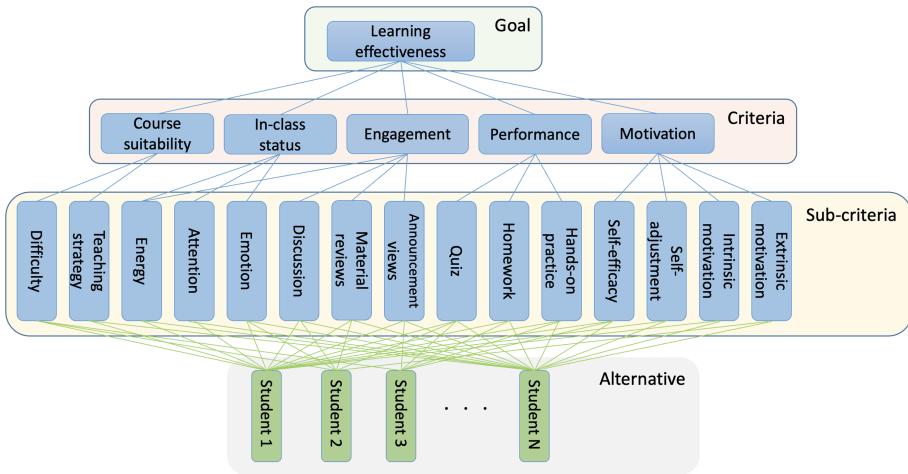 Goal
Learning
effectiveness
Criteria
Course
suitability
In-class
status
Engagement
Performance
Motivation
Sub-criteria
Difficulty
Teaching
strategy
Energy
Attention
Emotion
Discussion
Material
reviews
Announcement
views
Quiz
Homework
Hands-on
practice
Self-efficacy
Self-
adjustment
Intrinsic
motivation
Extrinsic
motivation
Alternative
Student 1
Student 2
Student 3
. . .
Student N